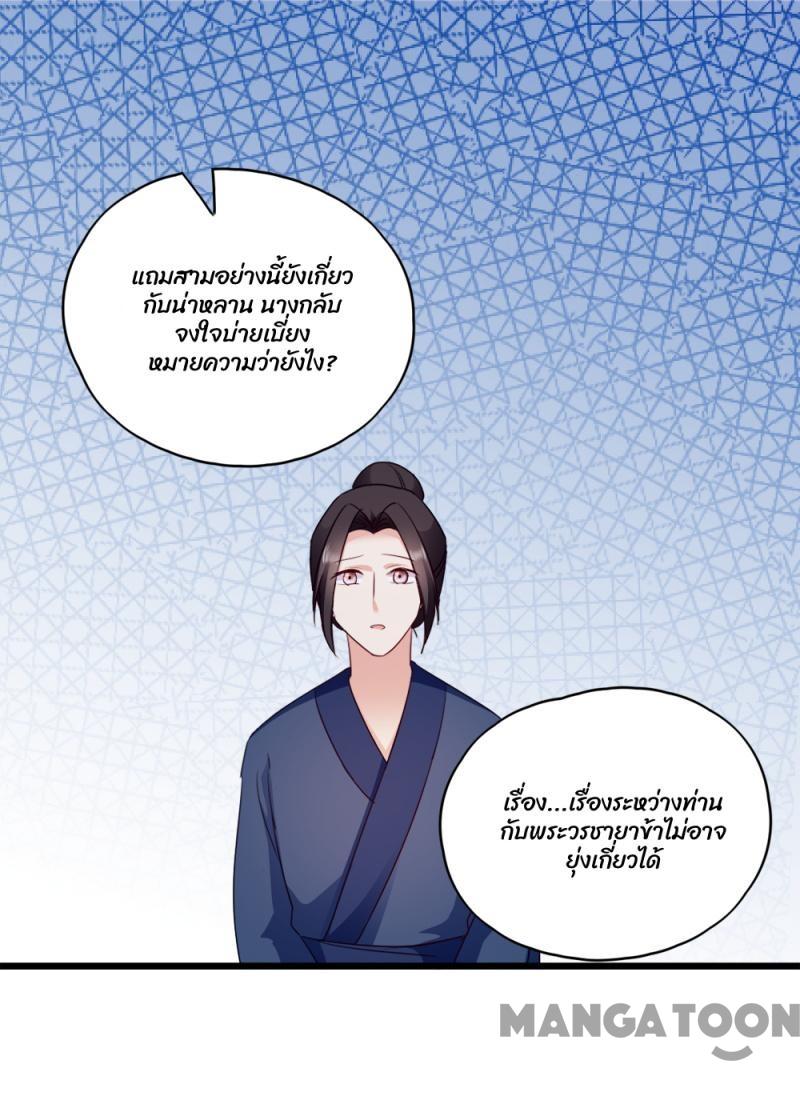 แถมสามอย่างนี้ยังเกี่ยว
กับน่าหลาน นางกลับ
จงใจบ่ายเบี่ยง
หมายความว่ายังไง?
เรื่อง...เรื่องระหว่างท่าน
กับพระวรชายาข้าไม่อาจ
ยุ่งเกี่ยวได้
MANGATOON